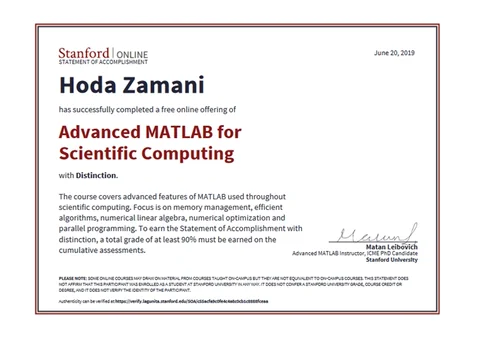 Stanford | ONLINE
June 20, 2019
STATEMENT OF ACCOMPLISHMENT
Hoda Zamani
has successfully completed a free online offering of
Advanced MATLAB for
Scientific Computing
with Distinction.
The course covers advanced features of MATLAB used throughout
scientific computing. Focus is on memory management, efficient
algorithms, numerical linear algebra, numerical optimization and
parallel programming. To earn the Statement of Accomplishment with
distinction, a total grade of at least 90% must be earned on the
cumulative assessments.
Matan Leibovich
Advanced MATLAB Instructor, ICME PhD Candidate
Stanford University
PLEASE NOTE: SOME ONLINE COURSES MAY DRAW ON MATERIAL FROM COURSES TAUGHT ON-CAMPUS BUT THEY ARE NOT EQUIVALENT TO ON-CAMPUS COURSES. THIS STATEMENT DOES
NOT AFFIRM THAT THIS PARTICIPANT WAS ENROLLED AS A STUDENT AT STANFORD UNIVERSITY IN ANY WAY. IT DOES NOT CONFER A STANFORD UNIVERSITY GRADE, COURSE CREDIT OR
DEGREE, AND IT DOES NOT VERIFY THE IDENTITY OF THE PARTICIPANT.
Authenticity can be verified at